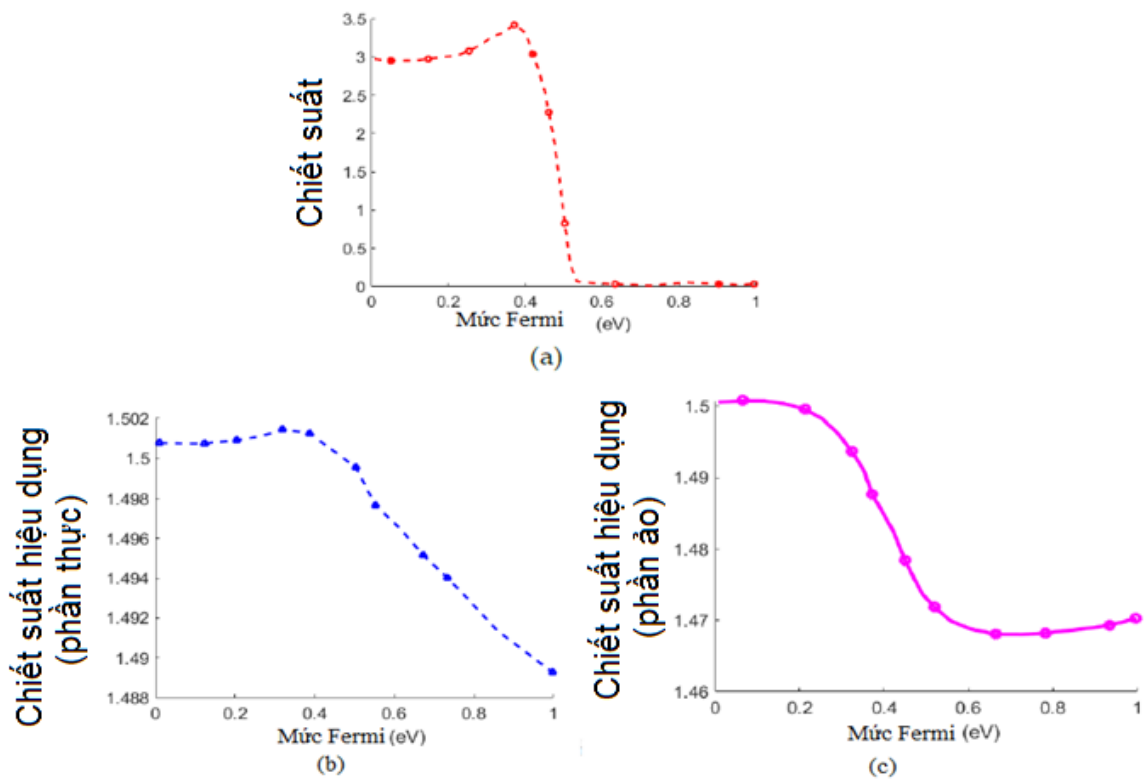 3.5
3
2.5
2
1.5
1
0.5
0
Chiết suất
0 0.2 0.4 0.6 0.8 1
Mức Fermi (eV)
(a)
1.502
1.5
1.498
1.496
1.494
1.492
1.49
1.488
Chiết suất hiệu dụng
(phần thực)
0 0.2 0.4 0.6 0.8 1
Mức Fermi (eV)
(b)
1.5
1.49
1.48
1.47
1.46
Chiết suất hiệu dụng
(phần ảo)
0 0.2 0.4 0.6 0.8 1
Mức Fermi (eV)
(c)